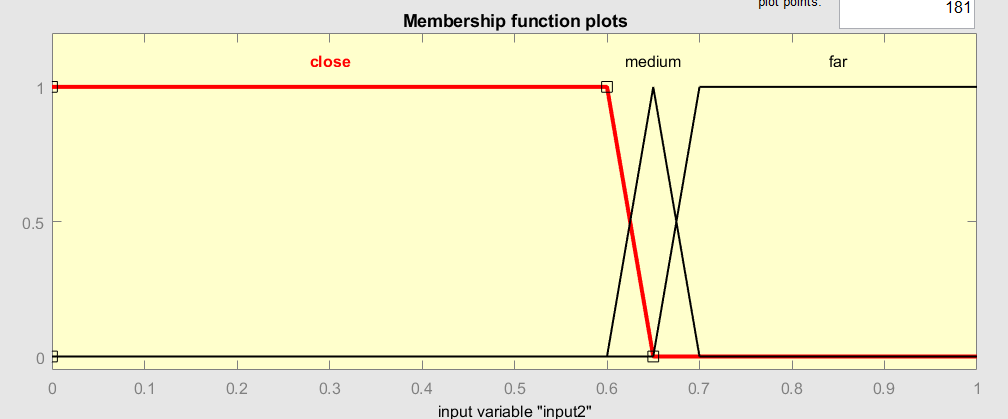 plot points:
181
Membership function plots
close
medium
far
1
0.5
0
0 0.1 0.2 0.3 0.4 0.5 0.6 0.7 0.8 0.9 1
input variable "input2"